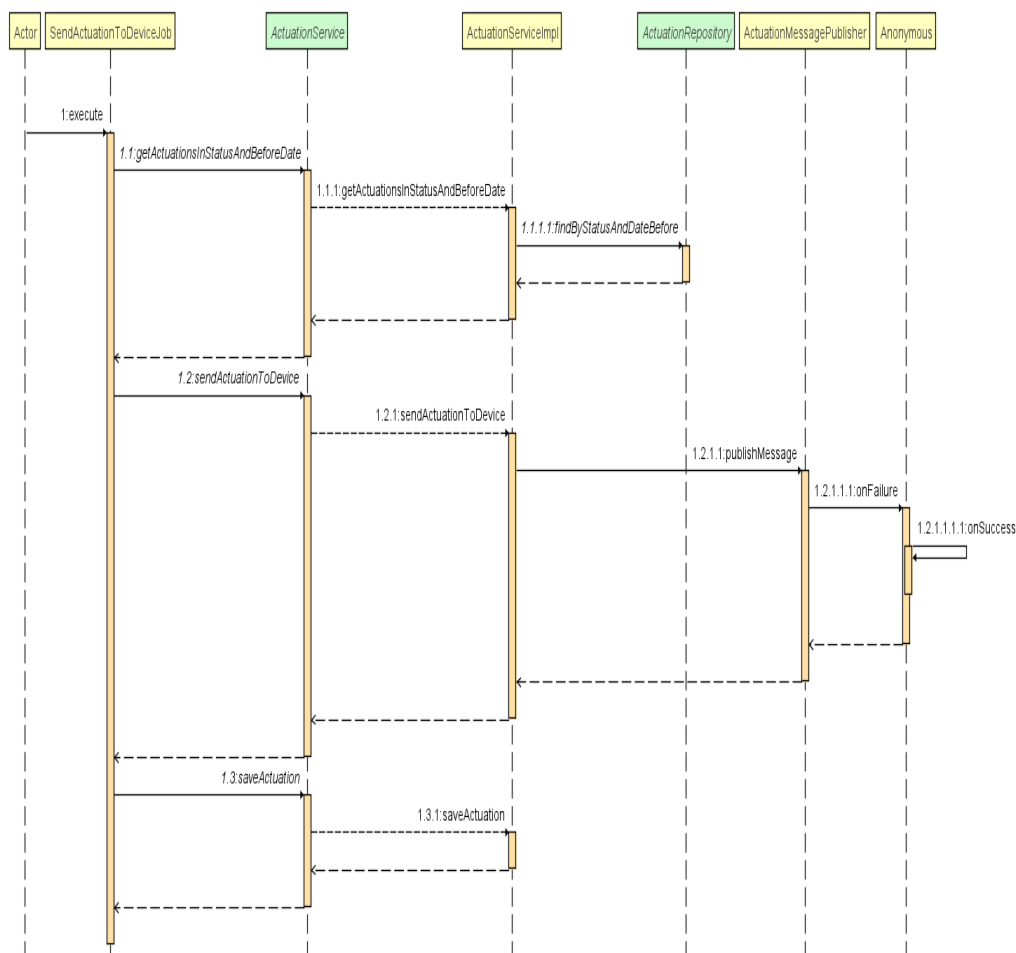 Actor SendActuationToDeviceJob ActuationService ActuationServiceImpl ActuationRepository ActuationMessagePublisher Anonymous
1:execute
1.1:getActuationsInStatusAndBeforeDate
1.1.1:getActuationsInStatusAndBeforeDate
1.1.1.1:findByStatusAndDateBefore
1.2:sendActuationToDevice
1.2.1:sendActuationToDevice
1.2.1.1:publishMessage
1.2.1.1.1:onFailure
1.2.1.1.1.1:onSuccess
1.3:saveActuation
1.3.1:saveActuation